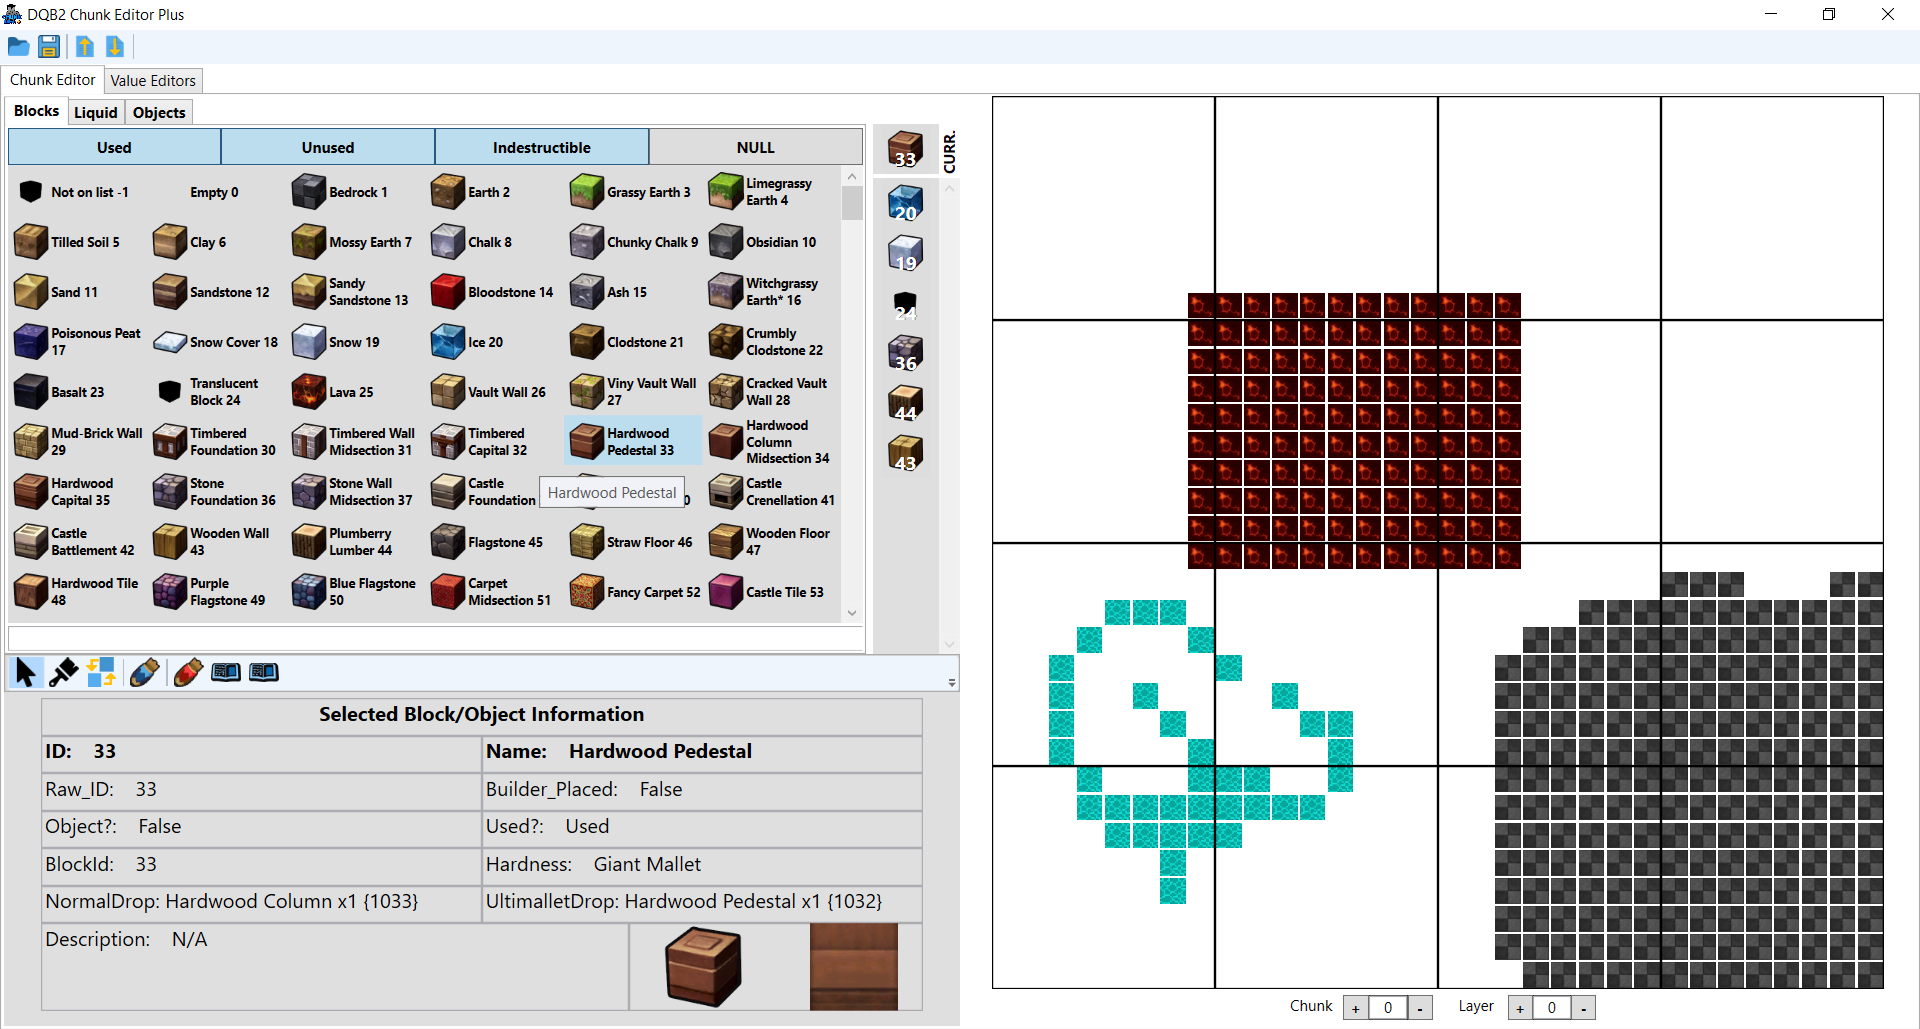 DQB2 Chunk Editor Plus
Chunk Editor
Value Editors
Blocks
Liquid
Objects
Used
Unused
Indestructible
NULL
Not on list -1
Empty 0
Bedrock 1
Earth 2
Grassy Earth 3
Limegrassy
Earth 4
Tilled Soil 5
Clay 6
Mossy Earth 7
Chalk 8
Chunky Chalk 9
Obsidian 10
Sand 11
Sandstone 12
Sandy
Sandstone 13
Bloodstone 14
Ash 15
Witchgrassy
Earth* 16
Poisonous Peat
17
Snow Cover 18
Snow 19
Ice 20
Clodstone 21
Crumbly
Clodstone 22
Basalt 23
Translucent
Block 24
Lava 25
Vault Wall 26
Viny Vault Wall
27
Cracked Vault
Wall 28
Mud-Brick Wall
29
Timbered
Foundation 30
Timbered Wall
Midsection 31
Timbered
Capital 32
Hardwood
Pedestal 33
Hardwood
Column
Midsection 34
Hardwood
Capital 35
Stone
Foundation 36
Stone Wall
Midsection 37
Castle
Foundation
Hardwood Pedestal
0
Castle
Crenellation 41
Castle
Battlement 42
Wooden Wall
43
Plumberry
Lumber 44
Flagstone 45
Straw Floor 46
Wooden Floor
47
Hardwood Tile
48
Purple
Flagstone 49
Blue Flagstone
50
Carpet
Midsection 51
Fancy Carpet 52
Castle Tile 53
33
CURR.
20
19
24
36
44
43
Selected Block/Object Information
ID: 33
Name: Hardwood Pedestal
Raw_ID: 33
Builder_Placed: False
Object?: False
Used?: Used
BlockId: 33
Hardness: Giant Mallet
NormalDrop: Hardwood Column x1 {1033}
UltimalletDrop: Hardwood Pedestal x1 {1032}
Description: N/A
Chunk + 0 -
Layer + 0 -